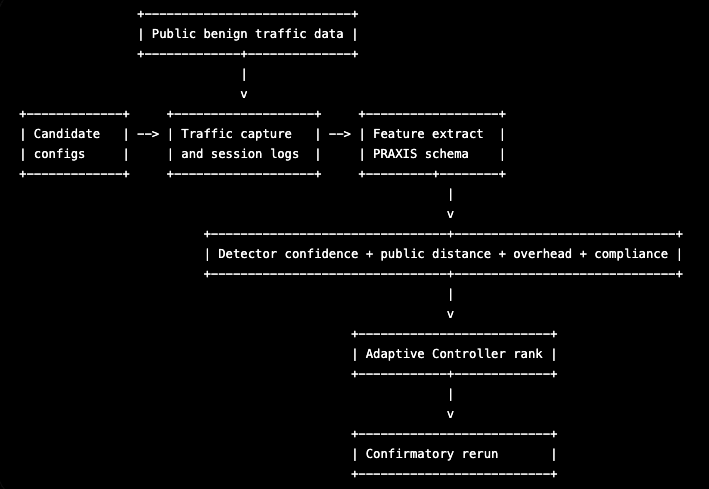 +----------------------------+
| Public benign traffic data |
+-------------+--------------+
|
v
+-------------+     +-------------------+     +------------------+
| Candidate   | --> | Traffic capture   | --> | Feature extract  |
| configs     |     | and session logs  |     | PRAXIS schema    |
+-------------+     +-------------------+     +---------+--------+
|
v
+--------------------------------+------------------------------+
| Detector confidence + public distance + overhead + compliance |
+--------------------------------+------------------------------+
|
v
+--------------------------+
| Adaptive Controller rank |
+------------+-------------+
|
v
+--------------------------+
| Confirmatory rerun       |
+--------------------------+